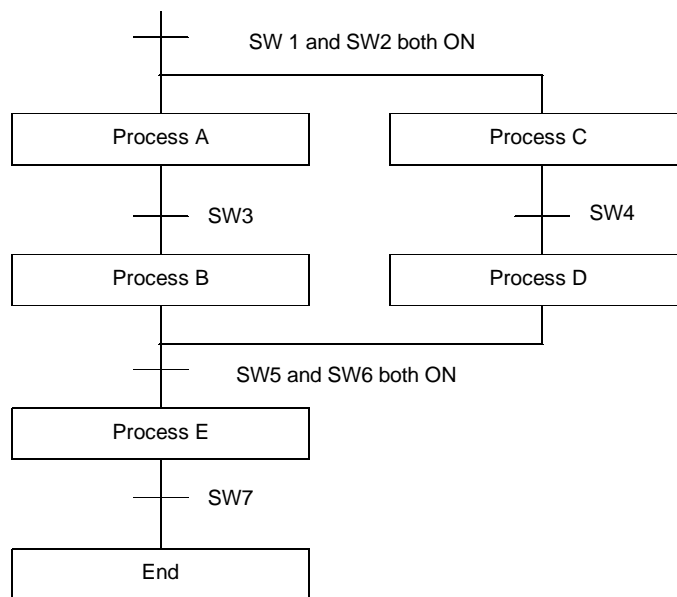 SW 1 and SW2 both ON
Process A
Process C
SW3
SW4
Process B
Process D
SW5 and SW6 both ON
Process E
SW7
End